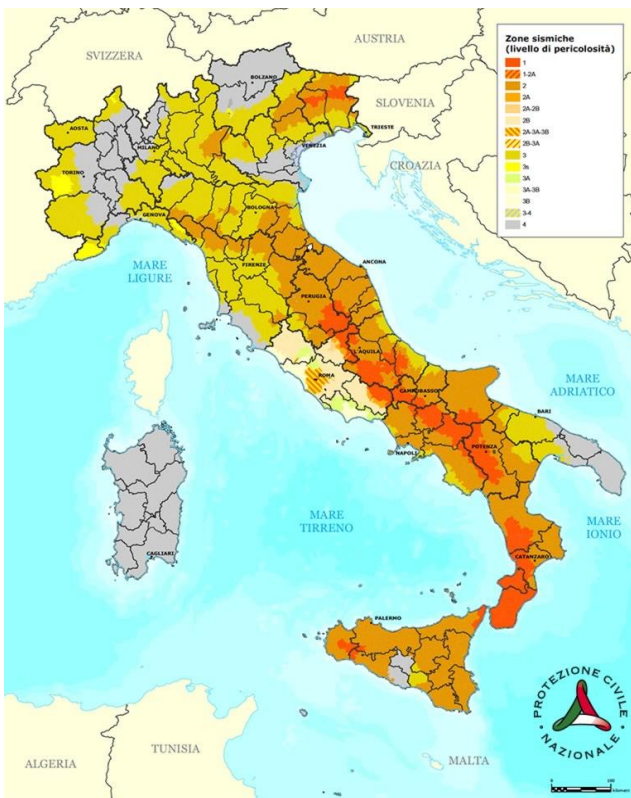 AUSTRIA
SVIZZERA
BOLZANO
SLOVENIA
AOSTA
TRIESTE
MILANO
VENEZIA
TORINO
CROAZIA
GENOVA
BOLOGNA
MARE
LIGURE
FIRENZE
ANCONA
PERUGIA
L'AQUILA
ROMA
CAMPOBASSO
MARE
ADRIATICO
BARI
NAPOLI
POTENZA
MARE
TIRRENO
MARE
IONIO
CAGLIARI
CATANZARO
PALERMO
ALGERIA
TUNISIA
MALTA
Zone sismiche
(livello di pericolosità)
1
1-2A
2
2A
2A-2B
2B
2A-3A-3B
2B-3A
3
3s
3A
3A-3B
3B
3-4
4
PROTEZIONE CIVILE
NAZIONALE
0 100